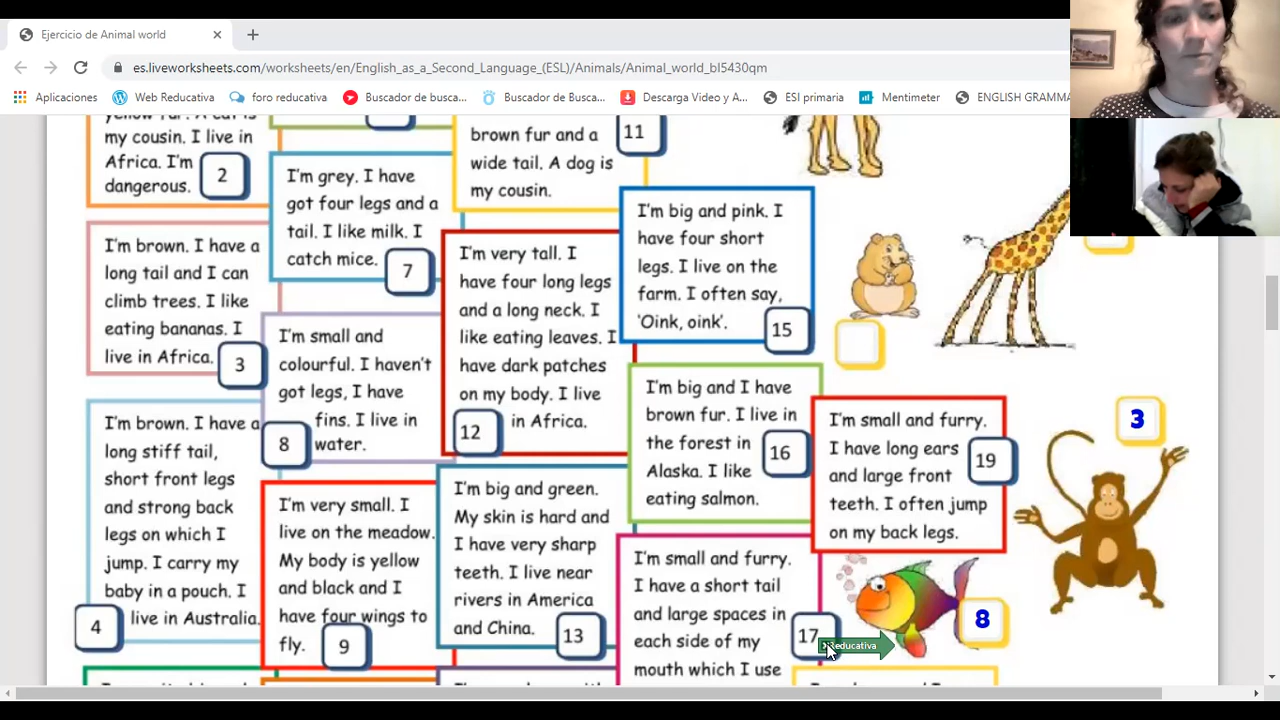 Ejercicio de Animal world
es.liveworksheets.com/worksheets/en/English_as_a_Second_Language_(ESL)/Animals/Animal_world_bl5430qm
Aplicaciones
Web Reducativa
foro reducativa
Buscador de busca...
Buscador de Busca...
Descarga Video y A...
ESI primaria
Mentimeter
ENGLISH GRAMMA
my cousin. I live in
Africa. I'm
dangerous.
2
I'm brown. I have a
long tail and I can
climb trees. I like
eating bananas. I
live in Africa.
3
I'm brown. I have a
long stiff tail,
short front legs
and strong back
legs on which I
jump. I carry my
baby in a pouch. I
live in Australia.
4
I'm grey. I have
got four legs and a
tail. I like milk. I
catch mice.
7
I'm small and
colourful. I haven't
got legs, I have
fins. I live in
water.
8
I'm very small. I
live on the meadow.
My body is yellow
and black and I
have four wings to
fly.
9
brown fur and a
wide tail. A dog is
my cousin.
11
I'm very tall. I
have four long legs
and a long neck. I
like eating leaves. I
have dark patches
on my body. I live
in Africa.
12
I'm big and green.
My skin is hard and
I have very sharp
teeth. I live near
rivers in America
and China.
13
I'm big and pink. I
have four short
legs. I live on the
farm. I often say,
'Oink, oink'.
15
I'm big and I have
brown fur. I live in
the forest in
Alaska. I like
eating salmon.
16
I'm small and furry.
I have a short tail
and large spaces in
each side of my
mouth which I use
17
I'm small and furry.
I have long ears
and large front
teeth. I often jump
on my back legs.
19
3
8